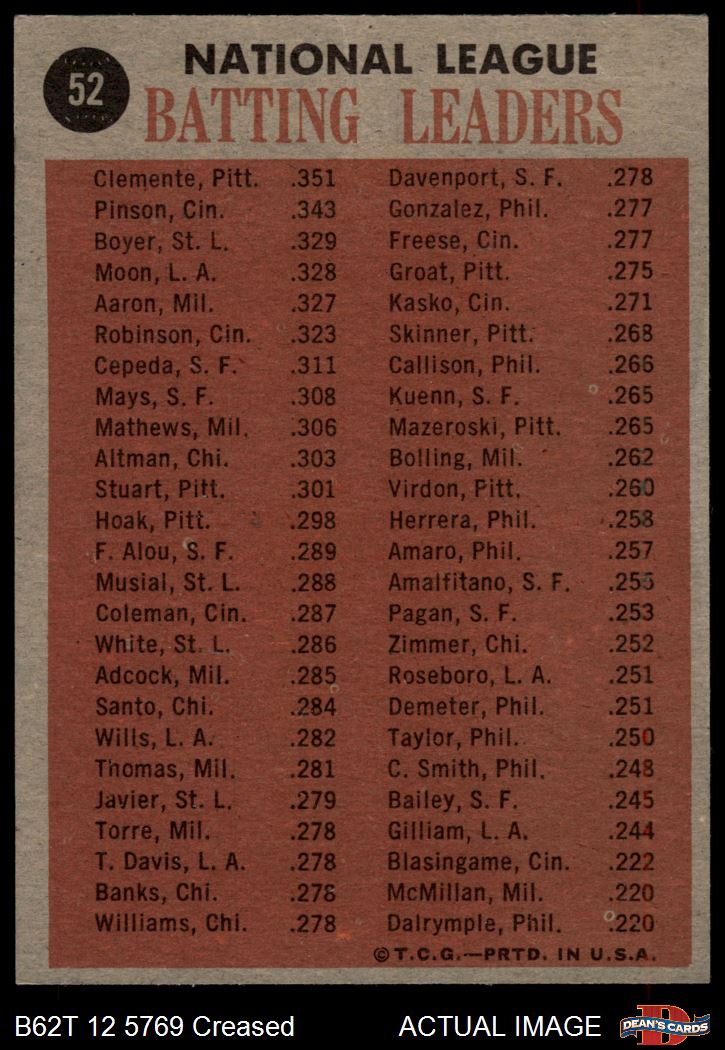 52
NATIONAL LEAGUE
BATTING LEADERS
Clemente, Pitt. .351
Pinson, Cin. .343
Boyer, St. L. .329
Moon, L. A. .328
Aaron, Mil. .327
Robinson, Cin. .323
Cepeda, S. F. .311
Mays, S. F. .308
Mathews, Mil. .306
Altman, Chi. .303
Stuart, Pitt. .301
Hoak, Pitt. .298
F. Alou, S. F. .289
Musial, St. L. .288
Coleman, Cin. .287
White, St. L. .286
Adcock, Mil. .285
Santo, Chi. .284
Wills, L. A. .282
Thomas, Mil. .281
Javier, St. L. .279
Torre, Mil. .278
T. Davis, L. A. .278
Banks, Chi. .278
Williams, Chi. .278
Davenport, S. F. .278
Gonzalez, Phil. .277
Freese, Cin. .277
Groat, Pitt. .275
Kasko, Cin. .271
Skinner, Pitt. .268
Callison, Phil. .266
Kuenn, S. F. .265
Mazeroski, Pitt. .265
Bolling, Mil. .262
Virdon, Pitt. .260
Herrera, Phil. .258
Amaro, Phil. .257
Amalfitano, S. F. .255
Pagan, S. F. .253
Zimmer, Chi. .252
Roseboro, L. A. .251
Demeter, Phil. .251
Taylor, Phil. .250
C. Smith, Phil. .248
Bailey, S. F. .245
Gilliam, L. A. .244
Blasingame, Cin. .222
McMillan, Mil. .220
Dalrymple, Phil. .220
©T.C.G.—PRTD. IN U.S.A.
B62T 12 5769 Creased ACTUAL IMAGE
D
DEAN'S CARDS